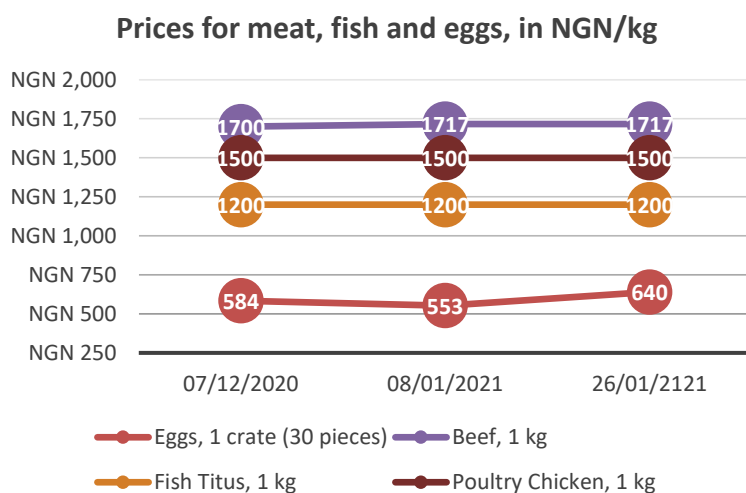 Prices for meat, fish and eggs, in NGN/kg
NGN 2,000
NGN 1,750
NGN 1,500
NGN 1,250
NGN 1,000
NGN 750
NGN 500
NGN 250
1700 1717 1717
1500 1500 1500
1200 1200 1200
584 553 640
07/12/2020 08/01/2021 26/01/2121
Eggs, 1 crate (30 pieces) Beef, 1 kg
Fish Titus, 1 kg Poultry Chicken, 1 kg